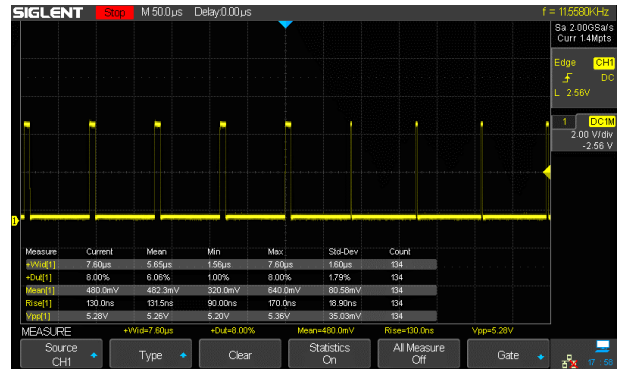 SIGLENT Stop M 50.0μs Delay:0.00μs f = 11.5580KHz
Sa 2.00GSa/s
Curr 1.4Mpts
Edge CH1
DC
L 2.56V
1 DC1M
2.00 V/div
-2.56 V
1
Measure Current Mean Min Max Std-Dev Count
+Wid[1] 7.60μs 5.65μs 1.56μs 7.60μs 1.60μs 134
+Dut[1] 8.00% 6.06% 1.00% 8.00% 1.79% 134
Mean[1] 480.0mV 482.3mV 320.0mV 640.0mV 80.58mV 134
Rise[1] 130.0ns 131.5ns 90.00ns 170.0ns 18.90ns 134
Vpp[1] 5.28V 5.26V 5.20V 5.36V 35.03mV 134
MEASURE +Wid=7.60μs +Dut=8.00% Mean=480.0mV Rise=130.0ns Vpp=5.28V
Source CH1
Type
Clear
Statistics On
All Measure Off
Gate
17:58